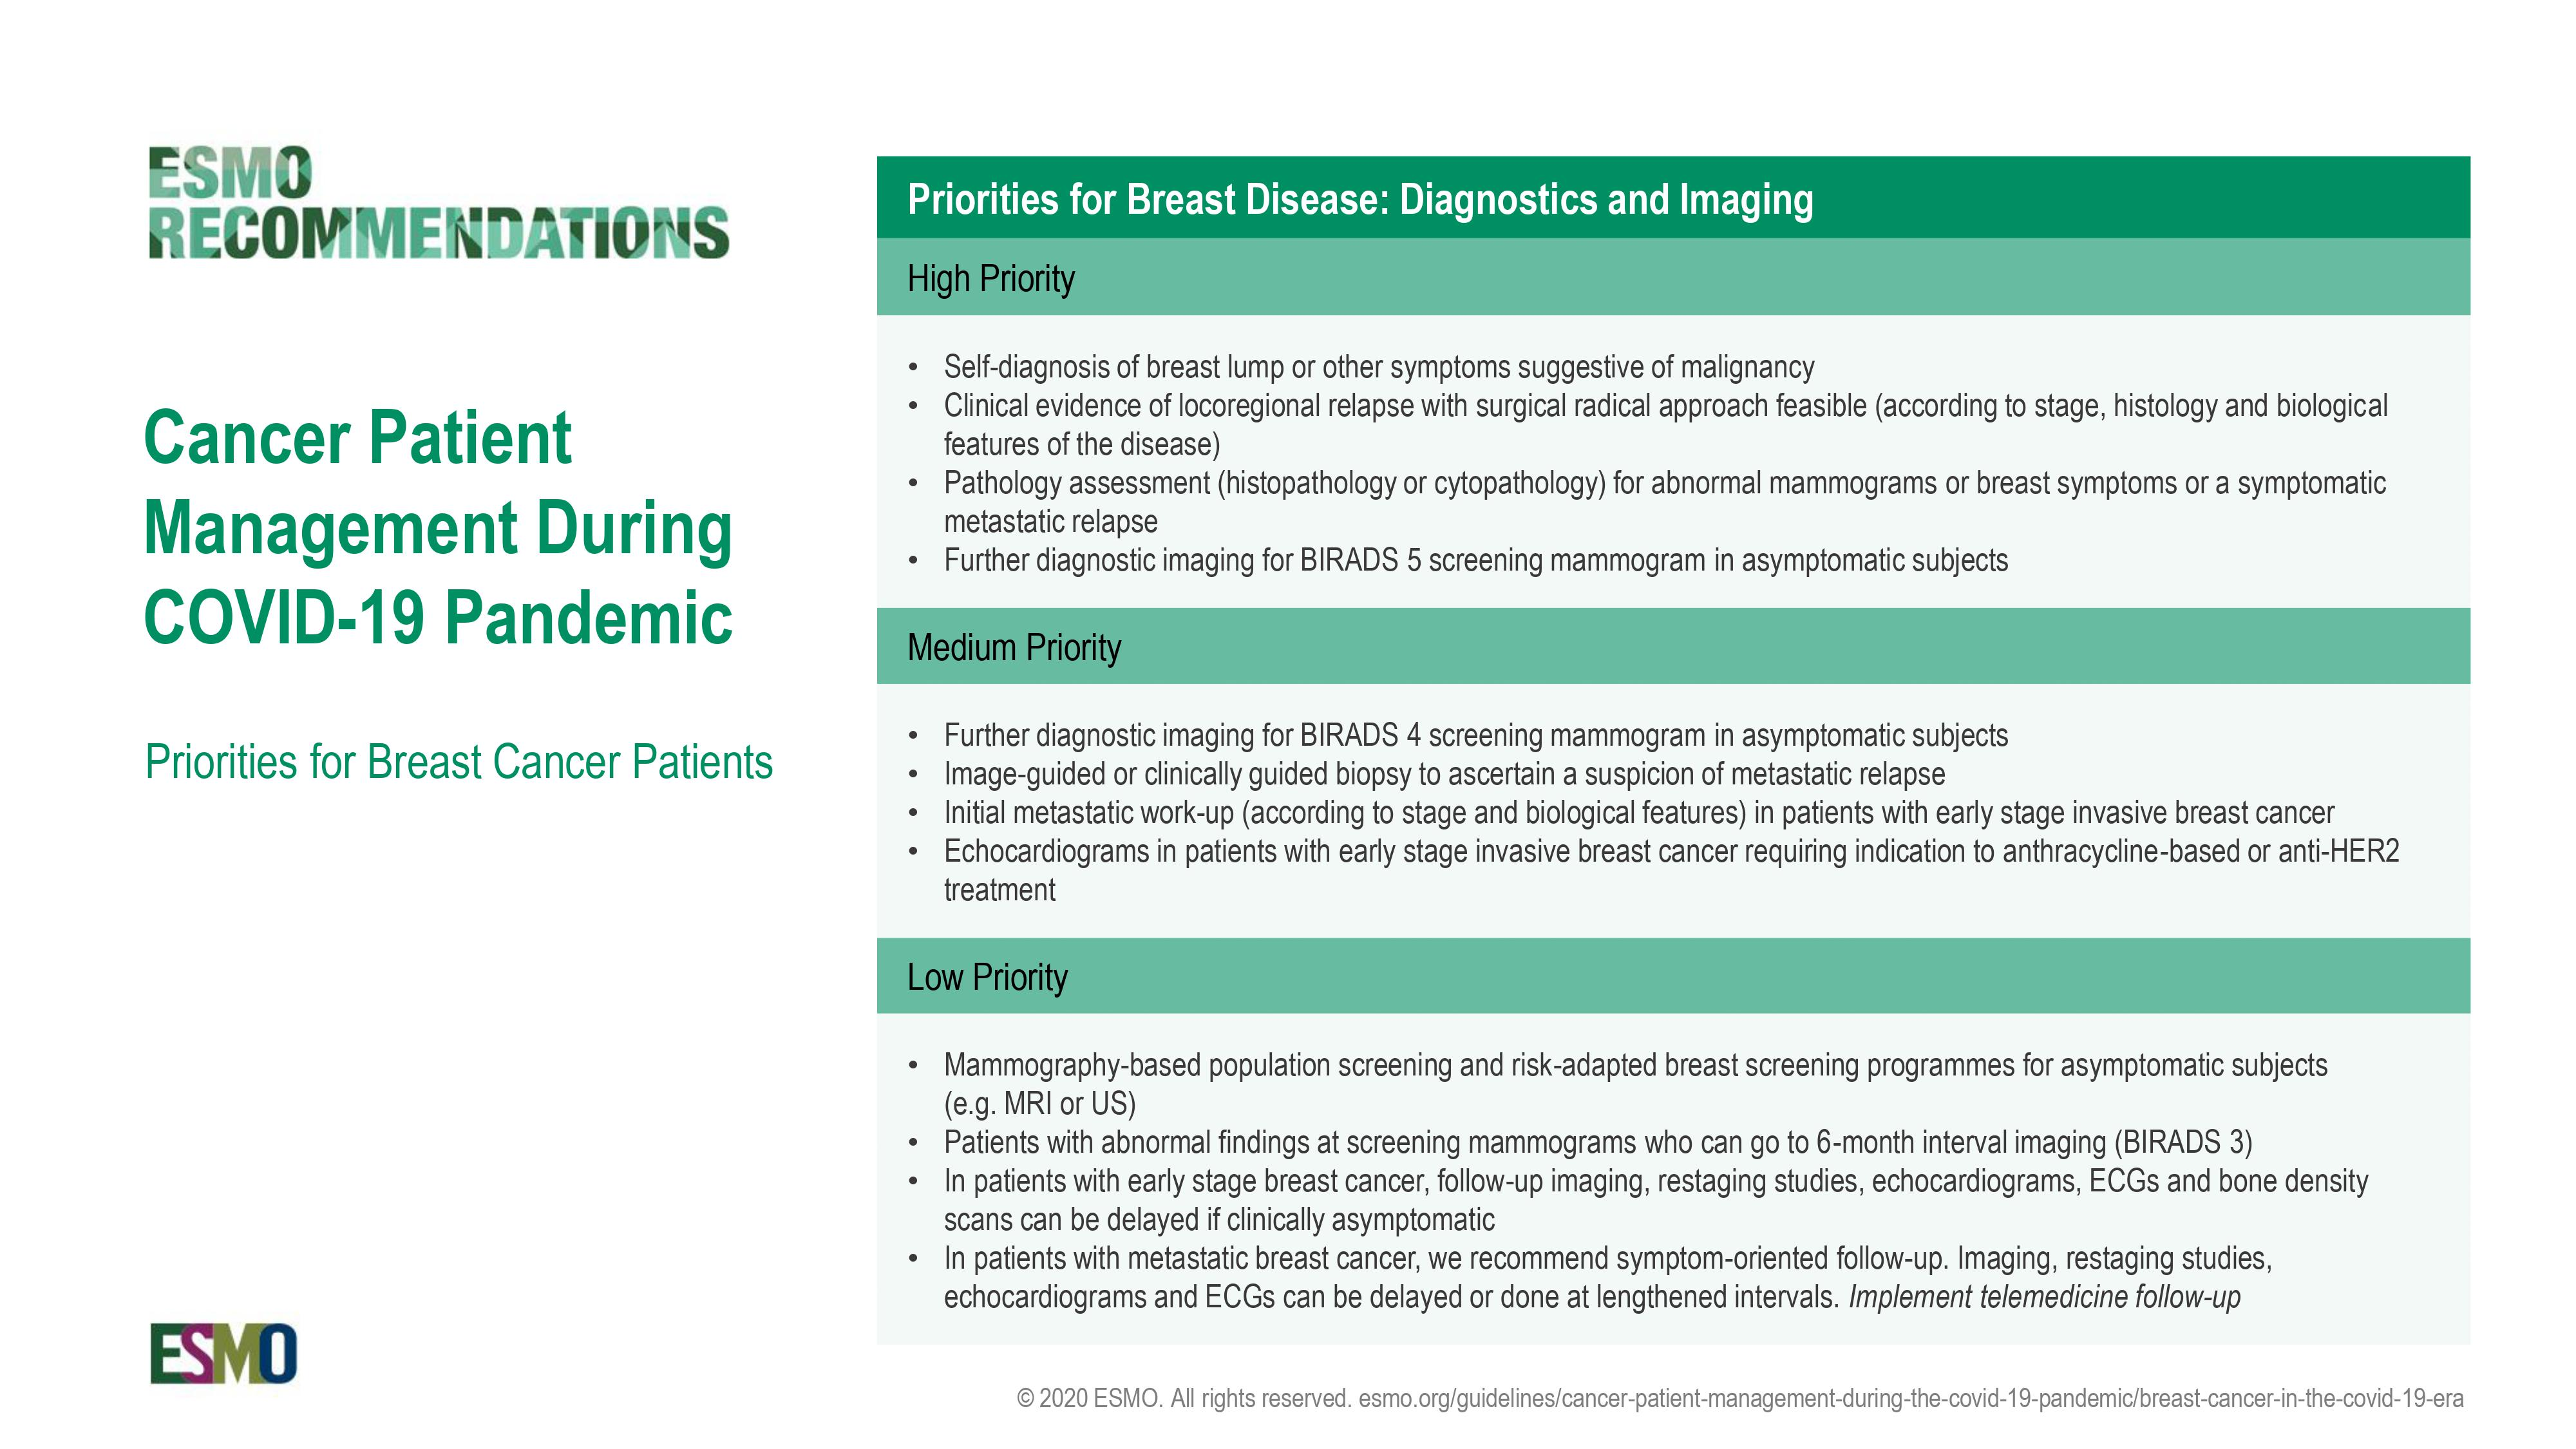 ESMO
RECOMMENDATIONS
Cancer Patient
Management During
COVID-19 Pandemic
Priorities for Breast Cancer Patients
ESMO
Priorities for Breast Disease: Diagnostics and Imaging
High Priority
• Self-diagnosis of breast lump or other symptoms suggestive of malignancy
• Clinical evidence of locoregional relapse with surgical radical approach feasible (according to stage, histology and biological
features of the disease)
• Pathology assessment (histopathology or cytopathology) for abnormal mammograms or breast symptoms or a symptomatic
metastatic relapse
• Further diagnostic imaging for BIRADS 5 screening mammogram in asymptomatic subjects
Medium Priority
• Further diagnostic imaging for BIRADS 4 screening mammogram in asymptomatic subjects
• Image-guided or clinically guided biopsy to ascertain a suspicion of metastatic relapse
• Initial metastatic work-up (according to stage and biological features) in patients with early stage invasive breast cancer
• Echocardiograms in patients with early stage invasive breast cancer requiring indication to anthracycline-based or anti-HER2
treatment
Low Priority
• Mammography-based population screening and risk-adapted breast screening programmes for asymptomatic subjects
(e.g. MRI or US)
• Patients with abnormal findings at screening mammograms who can go to 6-month interval imaging (BIRADS 3)
• In patients with early stage breast cancer, follow-up imaging, restaging studies, echocardiograms, ECGs and bone density
scans can be delayed if clinically asymptomatic
• In patients with metastatic breast cancer, we recommend symptom-oriented follow-up. Imaging, restaging studies,
echocardiograms and ECGs can be delayed or done at lengthened intervals. Implement telemedicine follow-up
© 2020 ESMO. All rights reserved. esmo.org/guidelines/cancer-patient-management-during-the-covid-19-pandemic/breast-cancer-in-the-covid-19-era